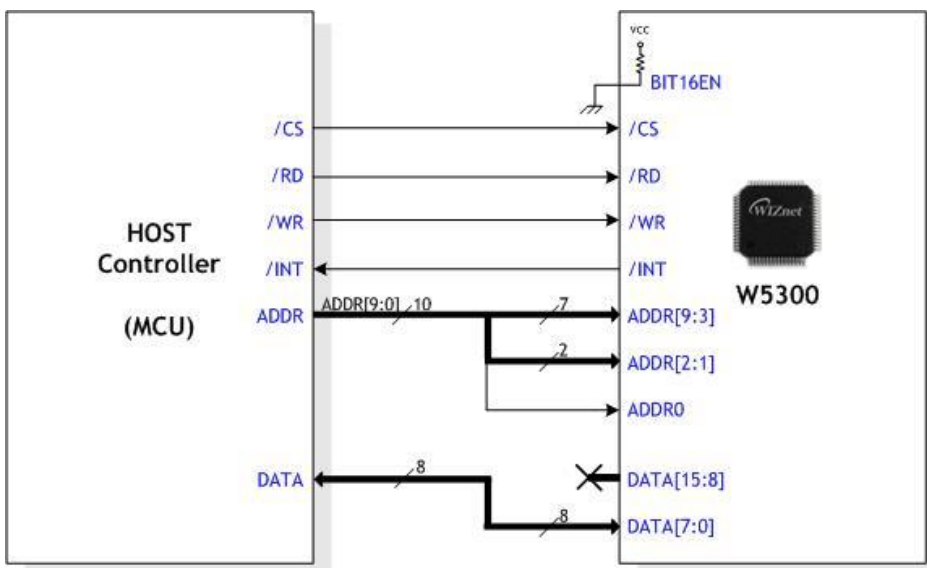 vcc
BIT16EN
/CS
/CS
/RD
/RD
/WR
/WR
HOST
Controller
(MCU)
/INT
/INT
WIZnet
W5300
ADDR
ADDR[9:0]
10
7
ADDR[9:3]
2
ADDR[2:1]
ADDR0
DATA
8
DATA[15:8]
8
DATA[7:0]